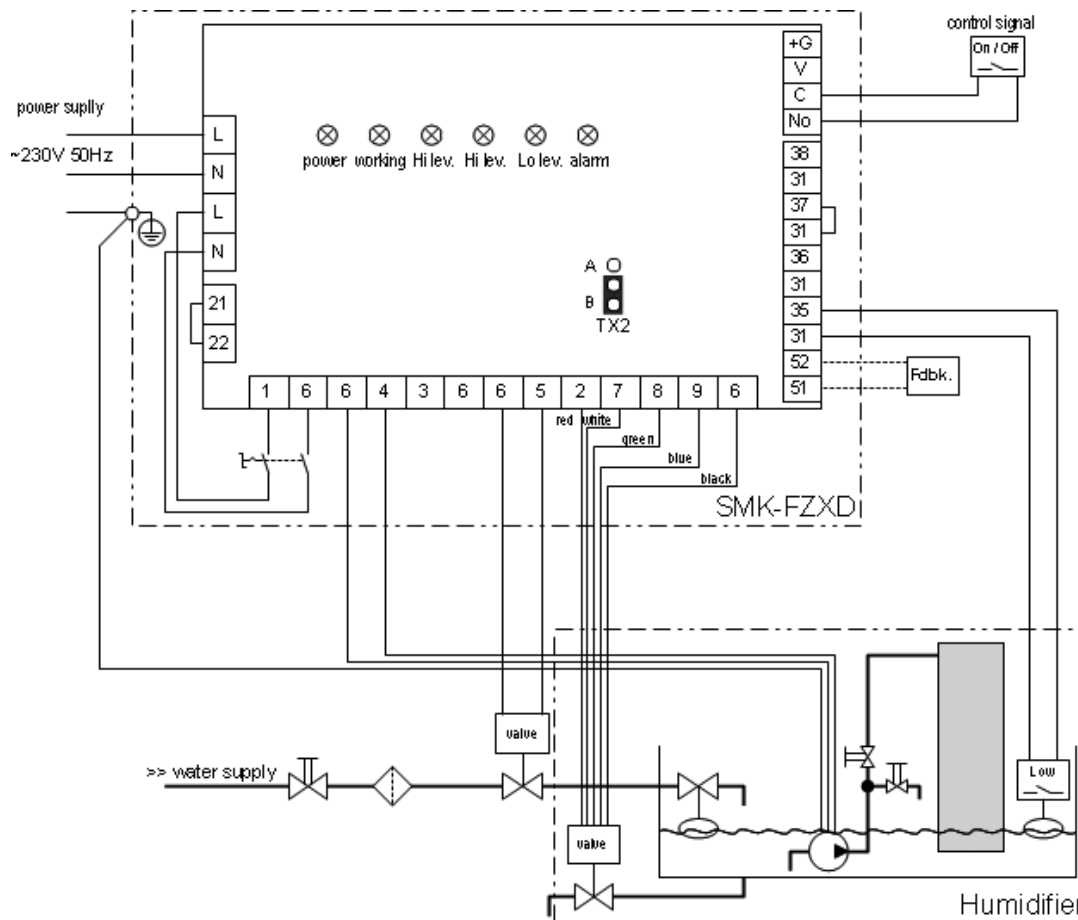 control signal
On / Off
+G
V
C
No
power suplly
~230V 50Hz
L
N
L
N
21
22
power working Hi lev. Hi lev. Lo lev. alarm
38
31
37
31
36
31
35
31
52
51
Fdbk.
A
B
TX2
1 6 6 4 3 6 6 5 2 7 8 9 6
red white
green
blue
black
SMK-FZXD
valve
>> water supply
Low
valve
Humidifier